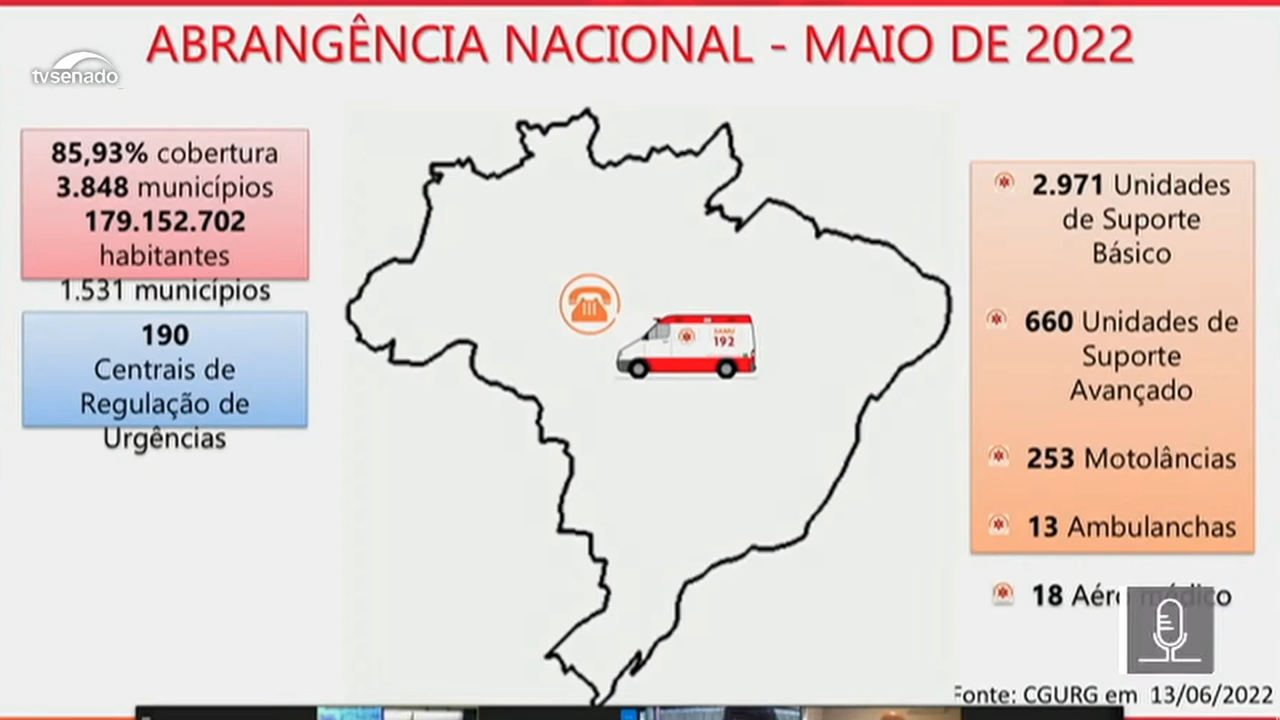 ABRANGÊNCIA NACIONAL - MAIO DE 2022
tvsenado
85,93% cobertura
3.848 municípios
179.152.702
habitantes
1.531 municípios
190
Centrais de
Regulação de
Urgências
SAMU
192
2.971 Unidades
de Suporte
Básico
660 Unidades de
Suporte
Avançado
253 Motolâncias
13 Ambulanchas
18 Aéro médico
Fonte: CGURG em 13/06/2022